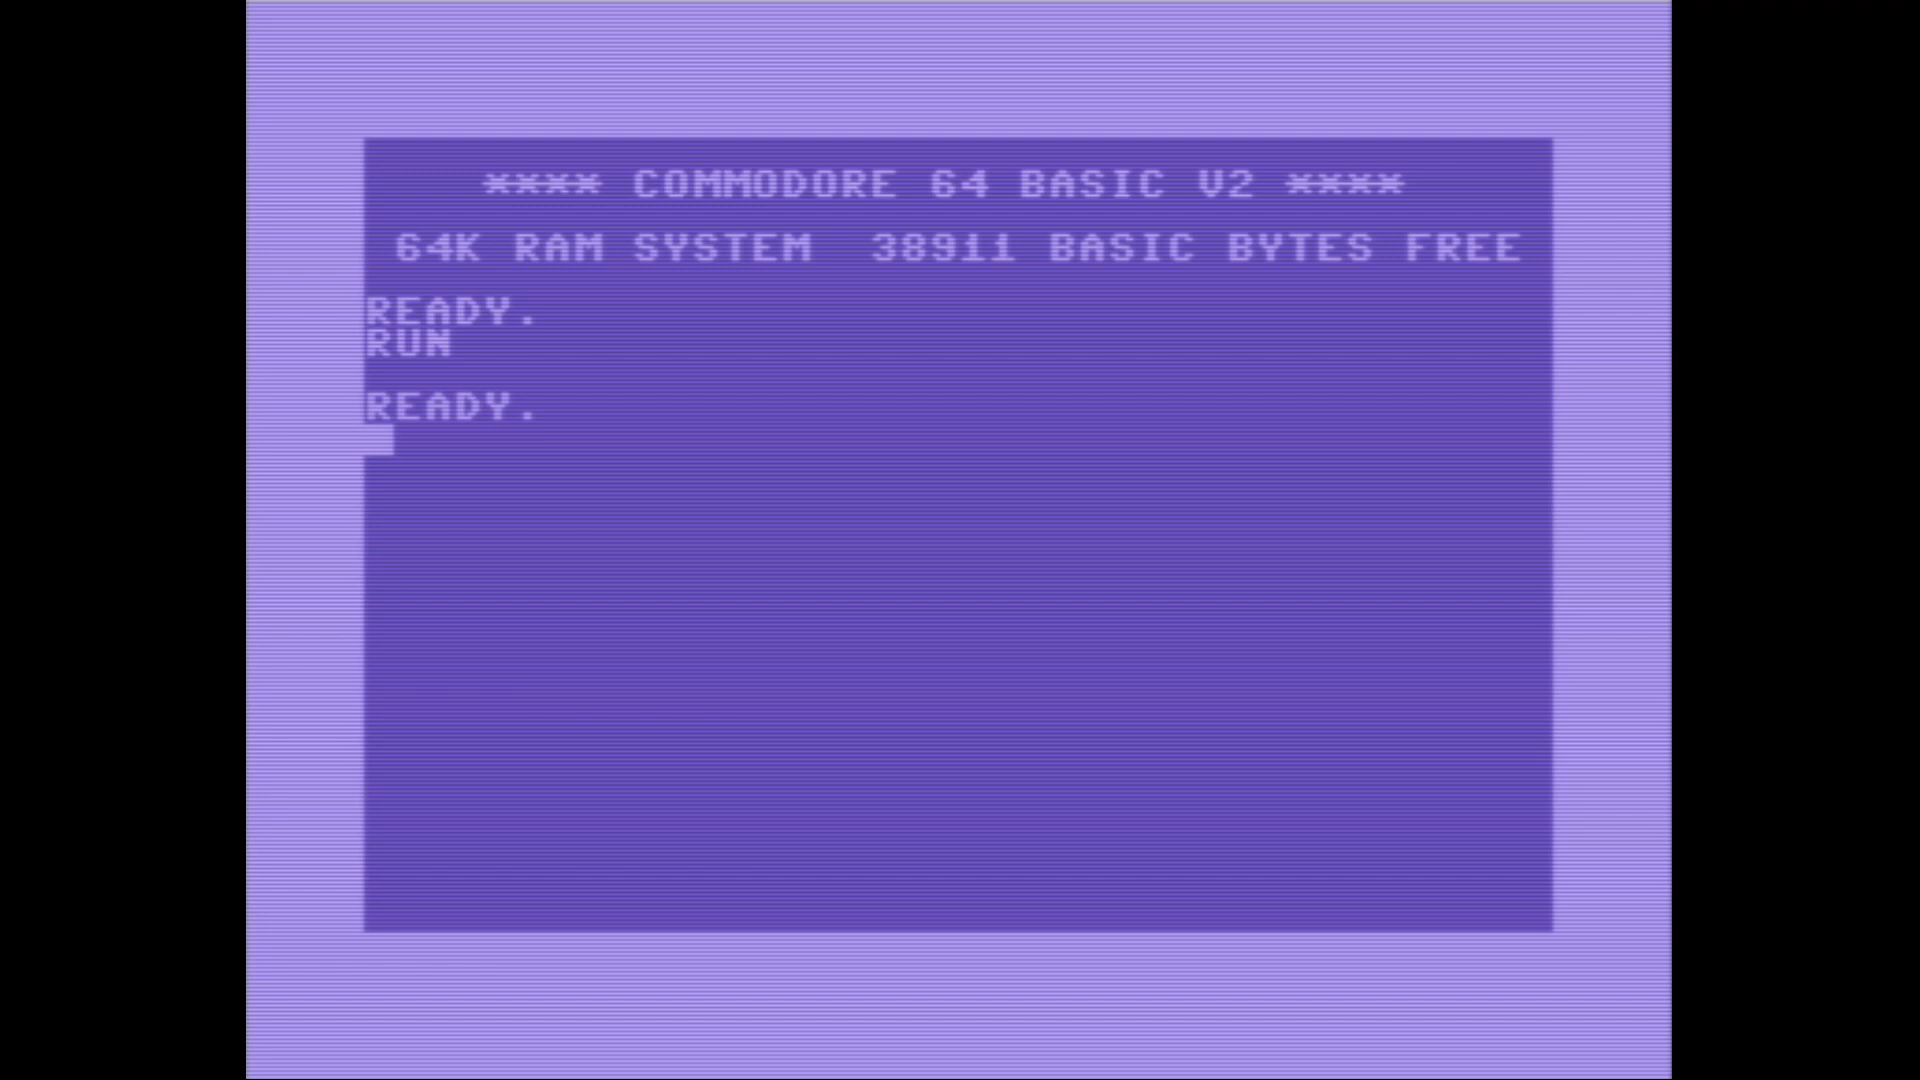 **** COMMODORE 64 BASIC V2 ****
64K RAM SYSTEM  38911 BASIC BYTES FREE
READY.
RUN
READY.